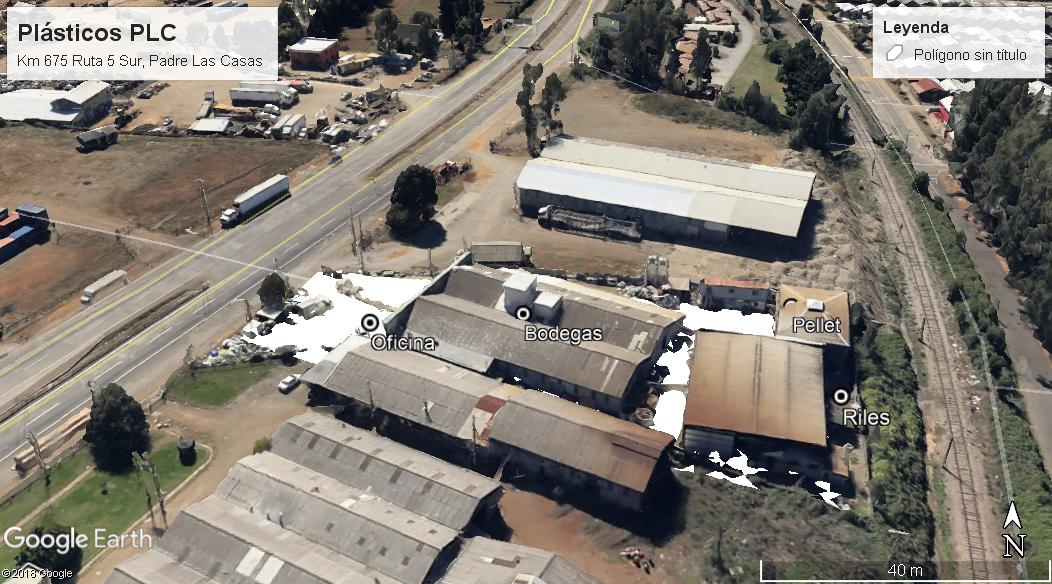 Plásticos PLC
Km 675 Ruta 5 Sur, Padre Las Casas
Leyenda
Polígono sin título
Oficina
Bodegas
Pellet
Riles
Google Earth
©2018 Google
N
40 m